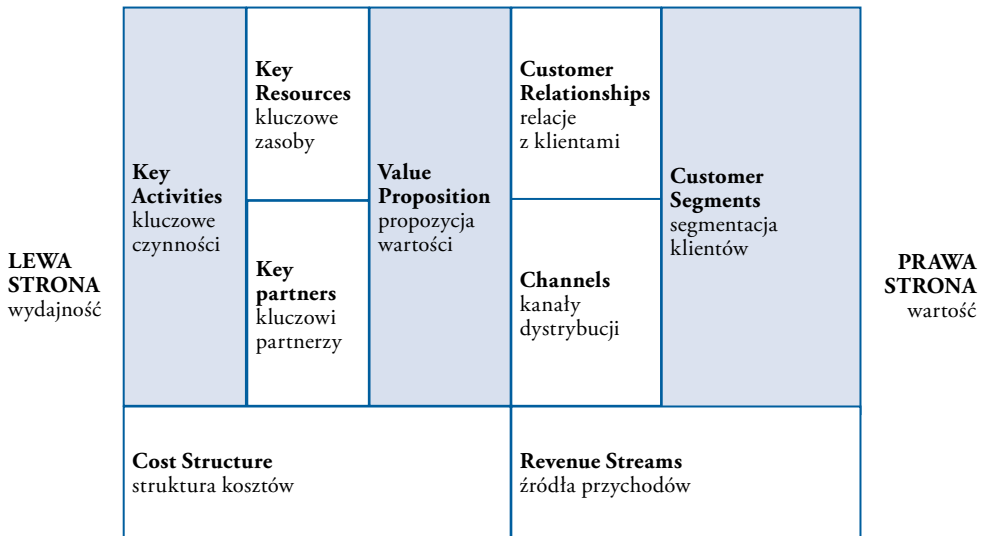 LEWA
STRONA
wydajność
Key
Activities
kluczowe
czynności
Key
Resources
kluczowe
zasoby
Key
partners
kluczowi
partnerzy
Value
Proposition
propozycja
wartości
Customer
Relationships
relacje
z klientami
Channels
kanały
dystrybucji
Customer
Segments
segmentacja
klientów
PRAWA
STRONA
wartość
Cost Structure
struktura kosztów
Revenue Streams
źródła przychodów